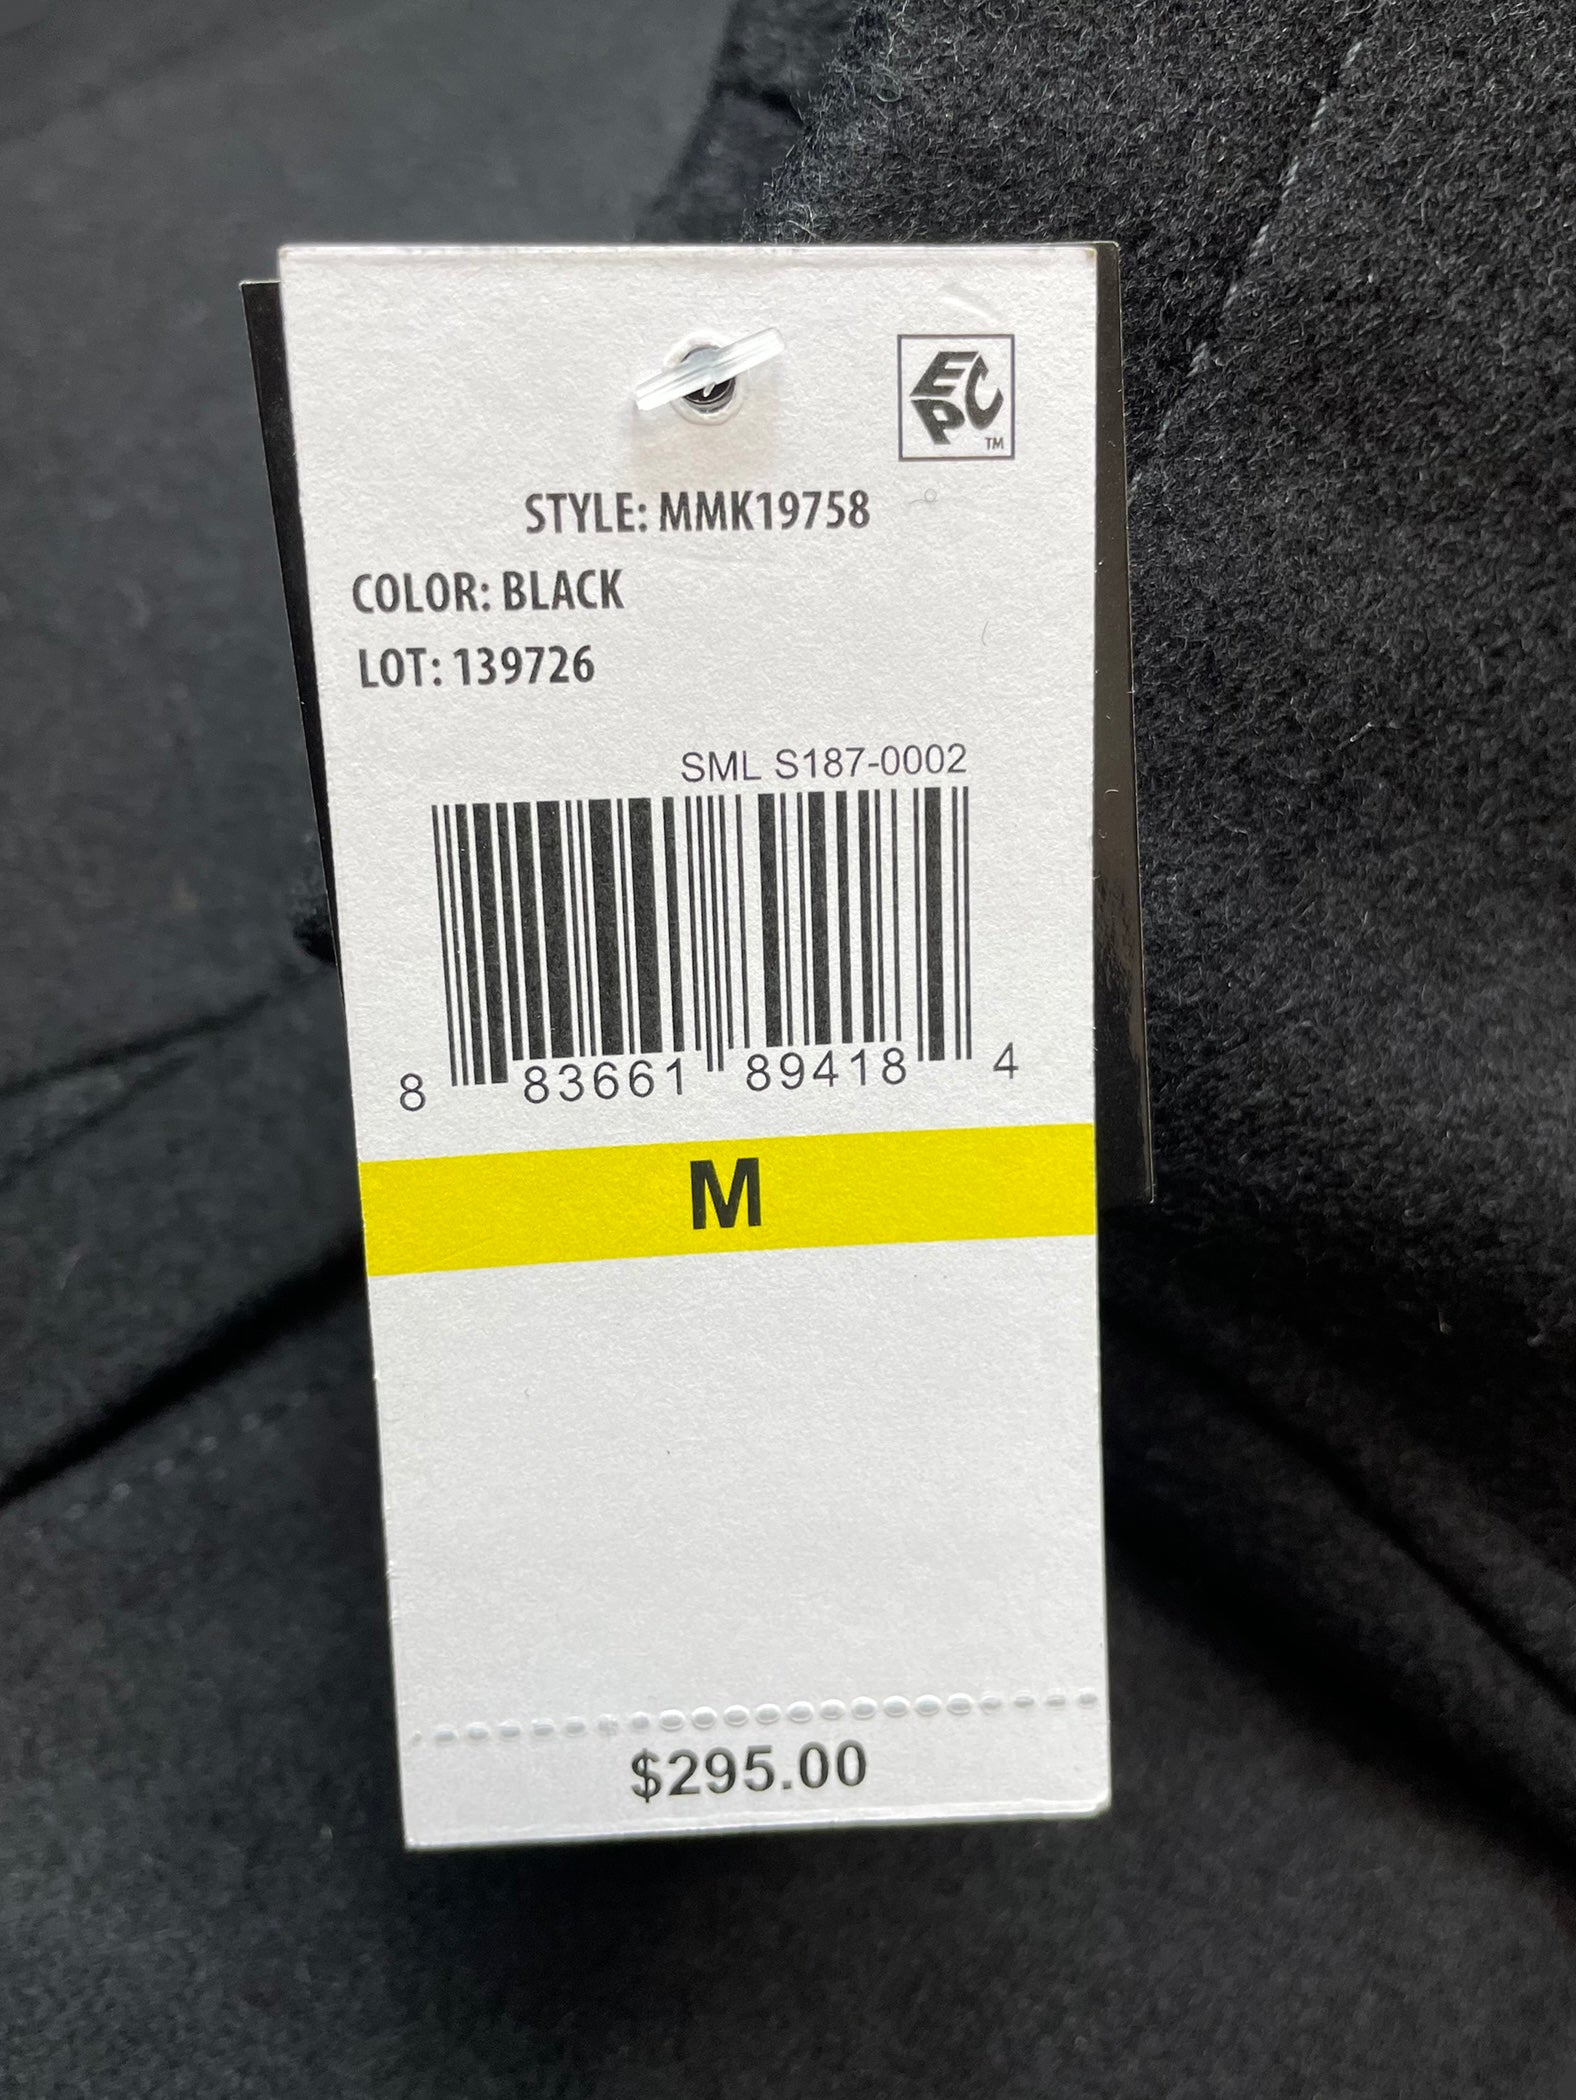 EPC
TM
STYLE: MMK19758
COLOR: BLACK
LOT: 139726
SML S187-0002
8 83661 89418 4
M
$295.00